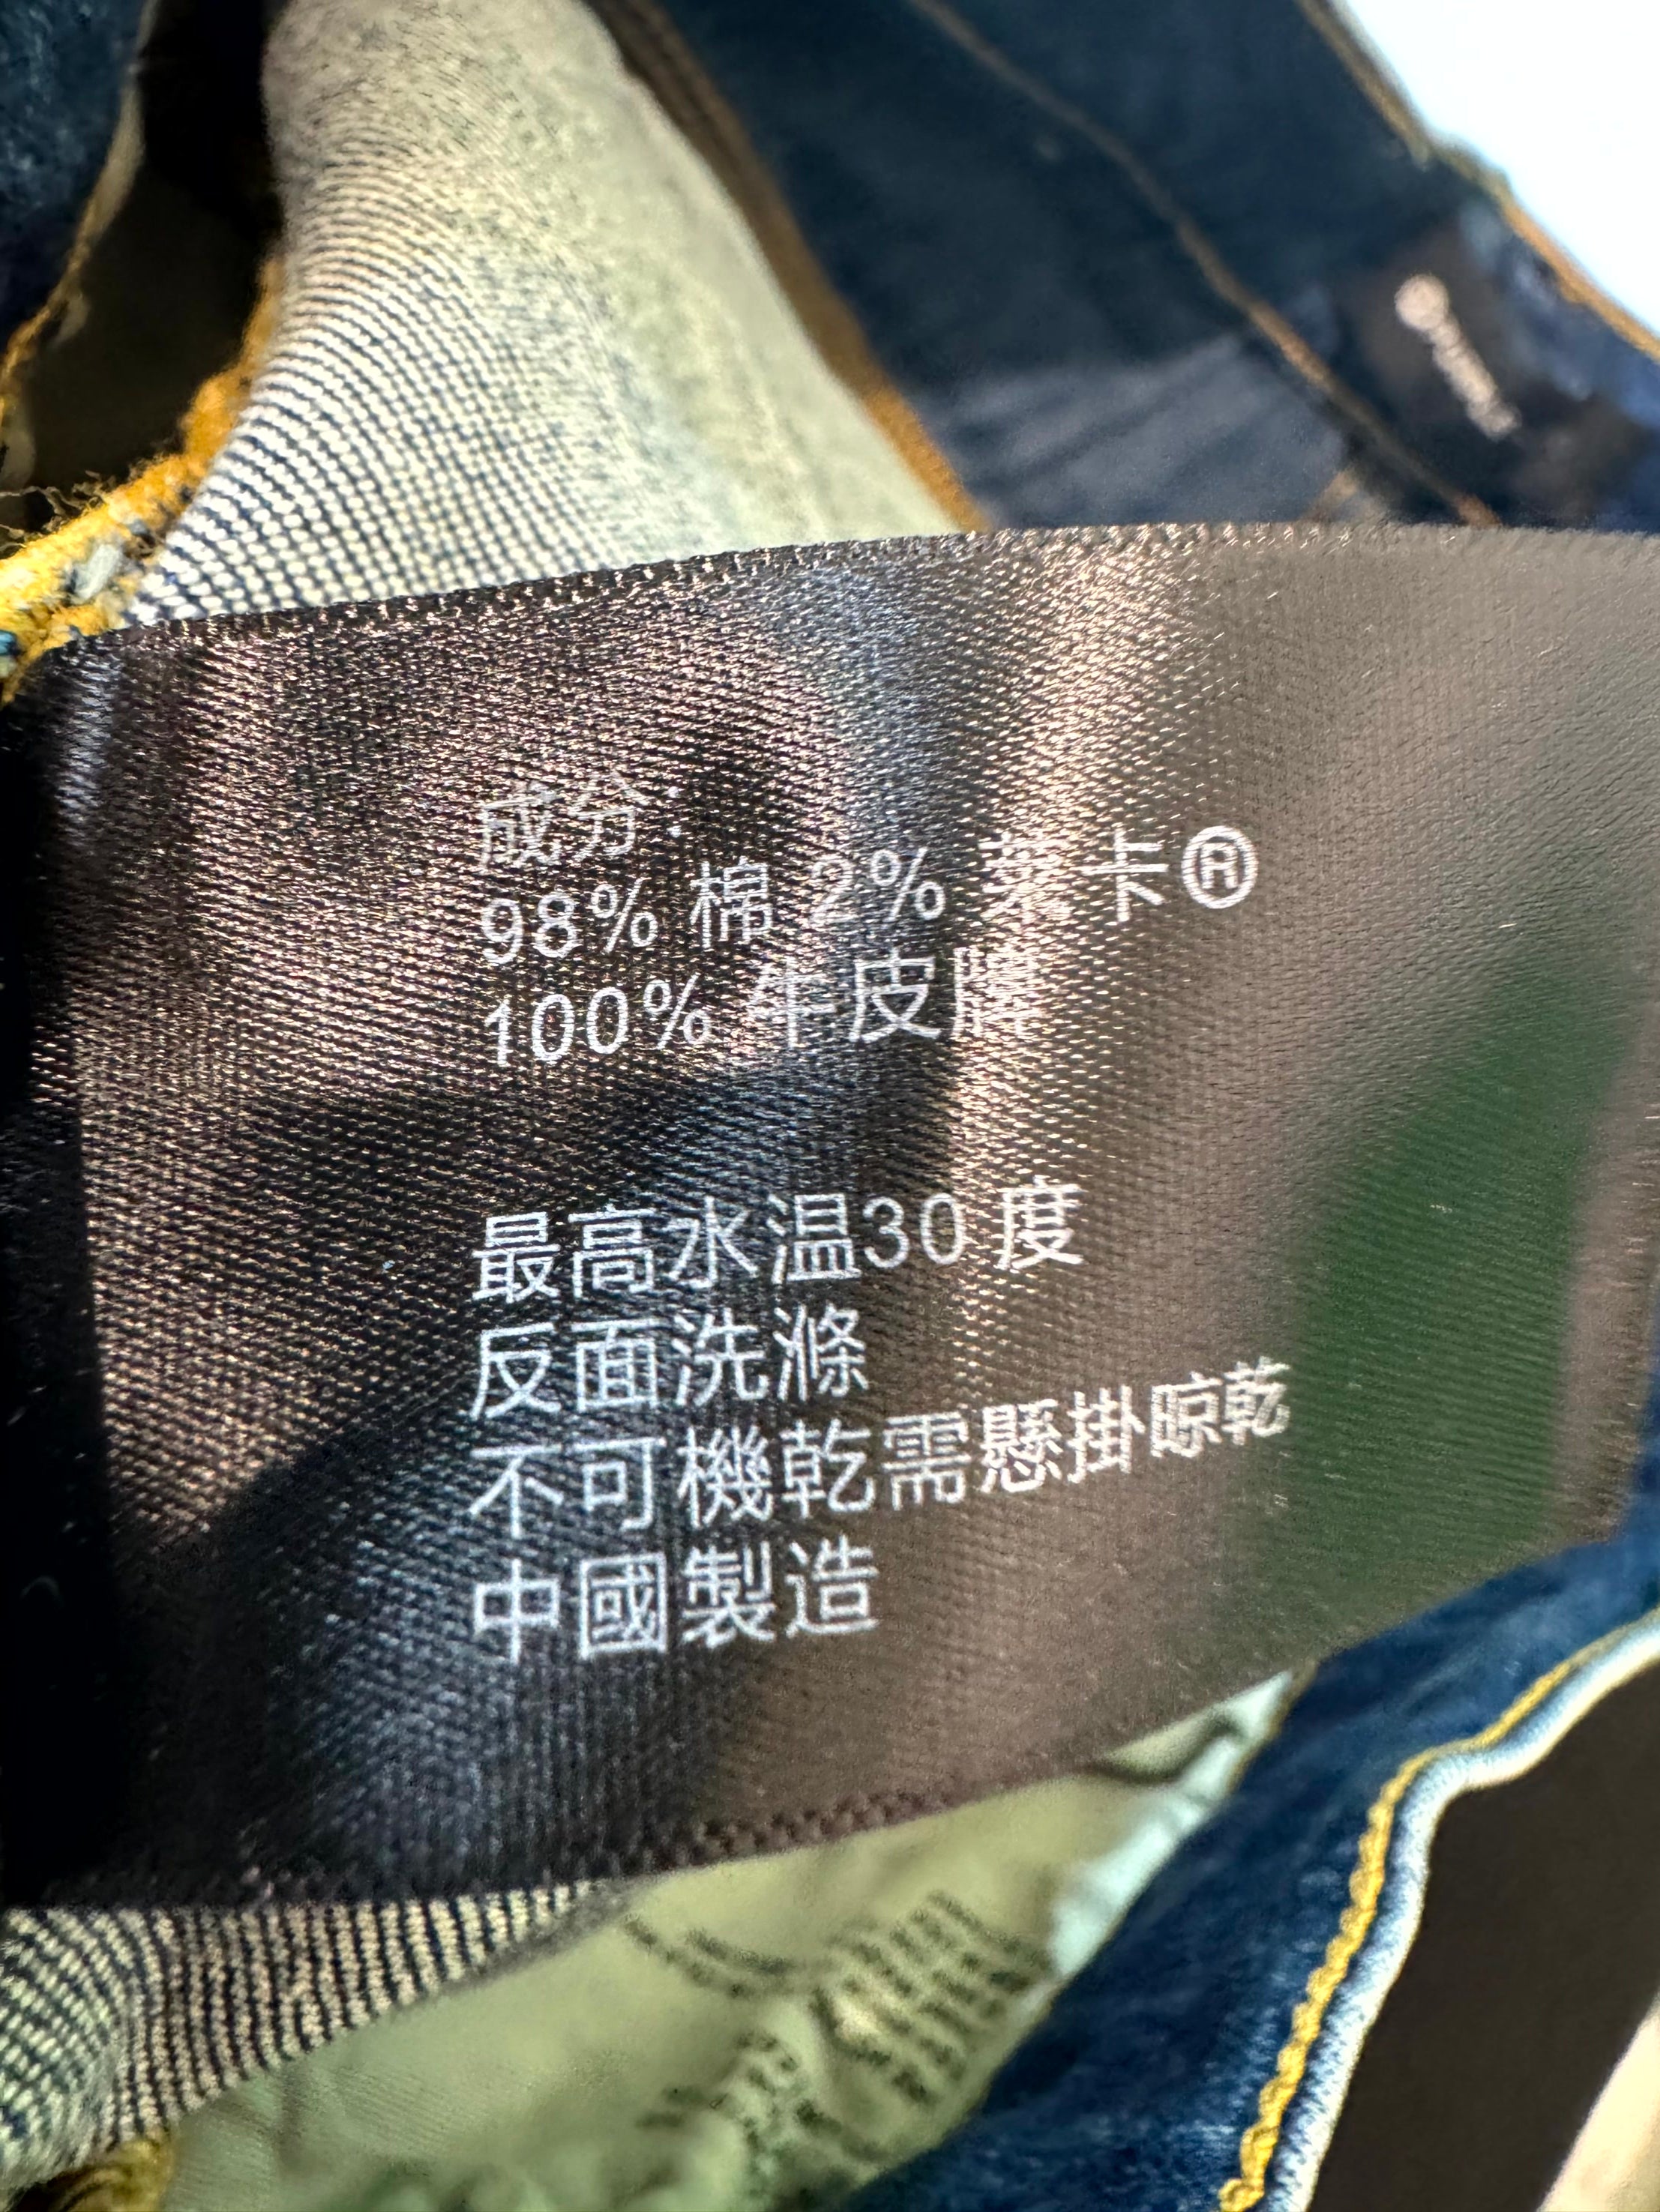 成分:
98% 棉 2% 莱卡®
100% 牛皮牌
最高水温30 度
反面洗滌
不可機乾需懸掛晾乾
中國製造